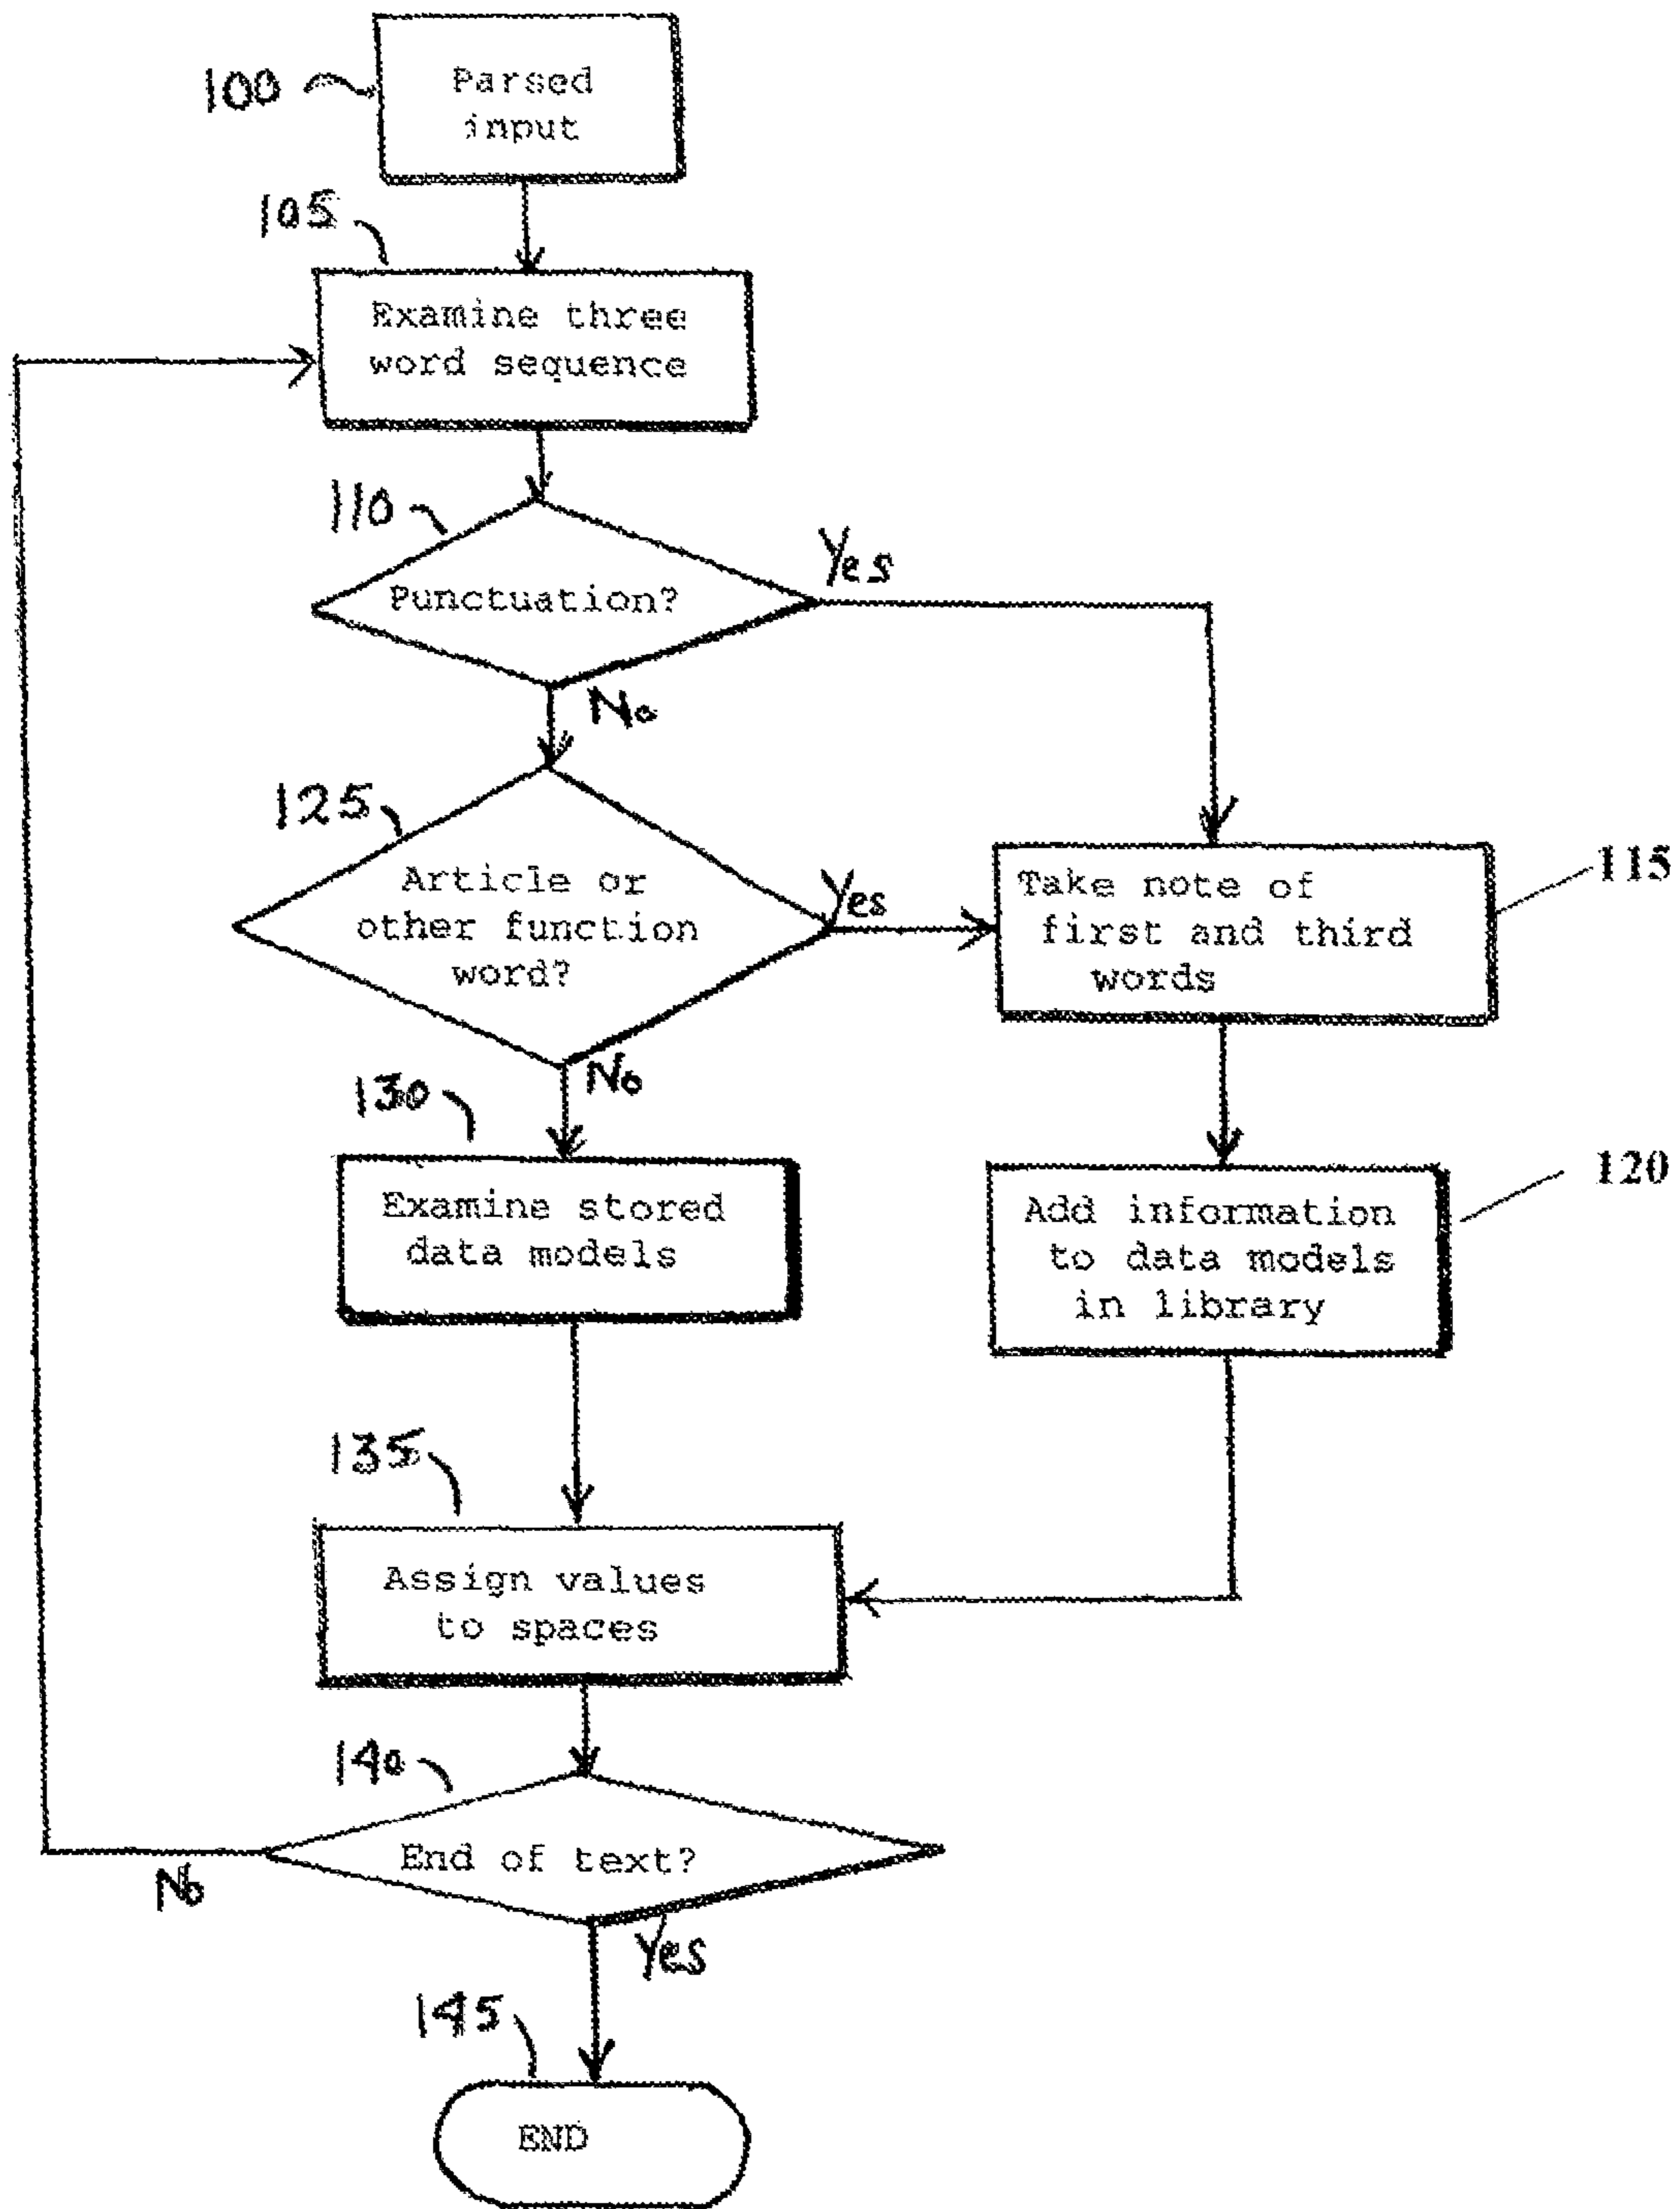 100
Parsed
input
105
Examine three
word sequence
110
Punctuation?
Yes
No
125
Article or
other function
word?
Yes
No
115
Take note of
first and third
words
130
Examine stored
data models
120
Add information
to data models
in library
135
Assign values
to spaces
140
End of text?
No
Yes
145
END